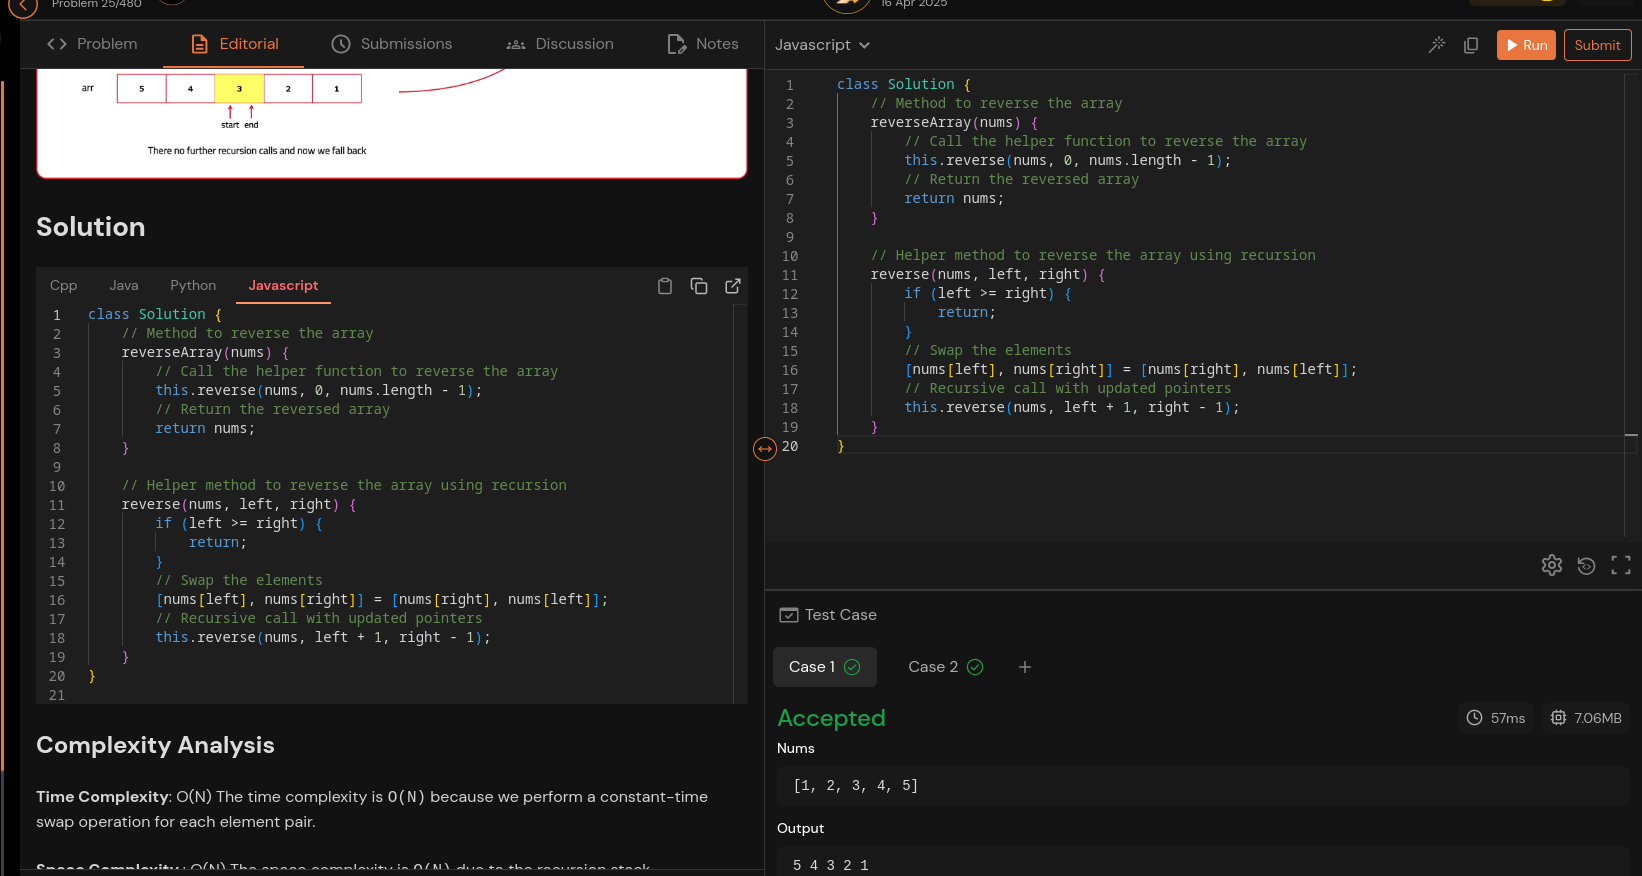 Problem 25/480
16 Apr 2025
Problem
Editorial
Submissions
Discussion
Notes
arr
5 4 3 2 1
start end
There no further recursion calls and now we fall back
Solution
Cpp Java Python Javascript
1 class Solution {
2 // Method to reverse the array
3 reverseArray(nums) {
4 // Call the helper function to reverse the array
5 this.reverse(nums, 0, nums.length - 1);
6 // Return the reversed array
7 return nums;
8 }
9
10 // Helper method to reverse the array using recursion
11 reverse(nums, left, right) {
12 if (left >= right) {
13 return;
14 }
15 // Swap the elements
16 [nums[left], nums[right]] = [nums[right], nums[left]];
17 // Recursive call with updated pointers
18 this.reverse(nums, left + 1, right - 1);
19 }
20 }
21
Complexity Analysis
Time Complexity: O(N) The time complexity is O(N) because we perform a constant-time
swap operation for each element pair.
Space Complexity : O(N) The space complexity is O(N) due to the recursion stack
Javascript
Run
Submit
1 class Solution {
2 // Method to reverse the array
3 reverseArray(nums) {
4 // Call the helper function to reverse the array
5 this.reverse(nums, 0, nums.length - 1);
6 // Return the reversed array
7 return nums;
8 }
9
10 // Helper method to reverse the array using recursion
11 reverse(nums, left, right) {
12 if (left >= right) {
13 return;
14 }
15 // Swap the elements
16 [nums[left], nums[right]] = [nums[right], nums[left]];
17 // Recursive call with updated pointers
18 this.reverse(nums, left + 1, right - 1);
19 }
20 }
Test Case
Case 1
Case 2
+
Accepted
57ms
7.06MB
Nums
[1, 2, 3, 4, 5]
Output
5 4 3 2 1